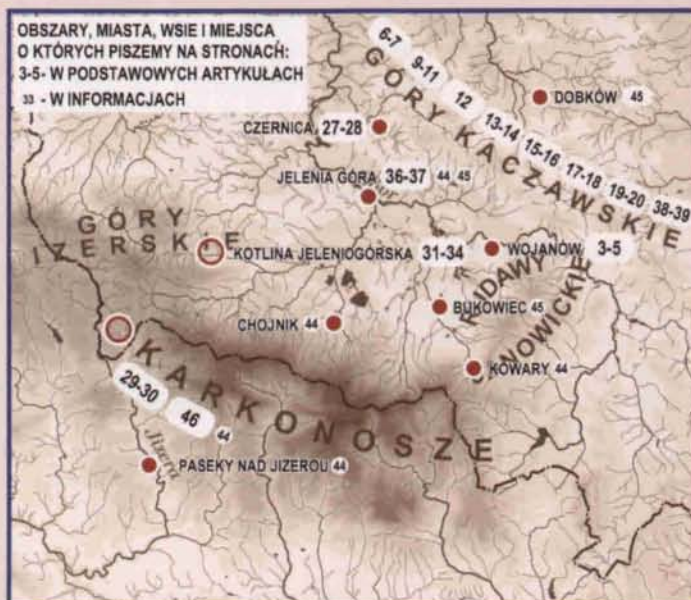 OBSZARY, MIASTA, WSIE I MIEJSCA
O KTÓRYCH PISZEMY NA STRONACH:
3-5 - W PODSTAWOWYCH ARTYKUŁACH
33 - W INFORMACJACH
6-7 9-11 12 13-14 15-16 17-18 19-20 38-39
GÓRY KACZAWSKIE
DOBKÓW 45
CZERNICA 27-28
JELENIA GÓRA 36-37 44 45
GÓRY
IZERSKIE
KOTLINA JELENIOGÓRSKA 31-34
WOJANÓW 3-5
RUDAWY
JANOWICKIE
BUKOWIEC 45
CHOJNIK 44
KOWARY 44
KARKONOSZE
29-30 46 44
Jizera
PASEKY NAD JIZEROU 44